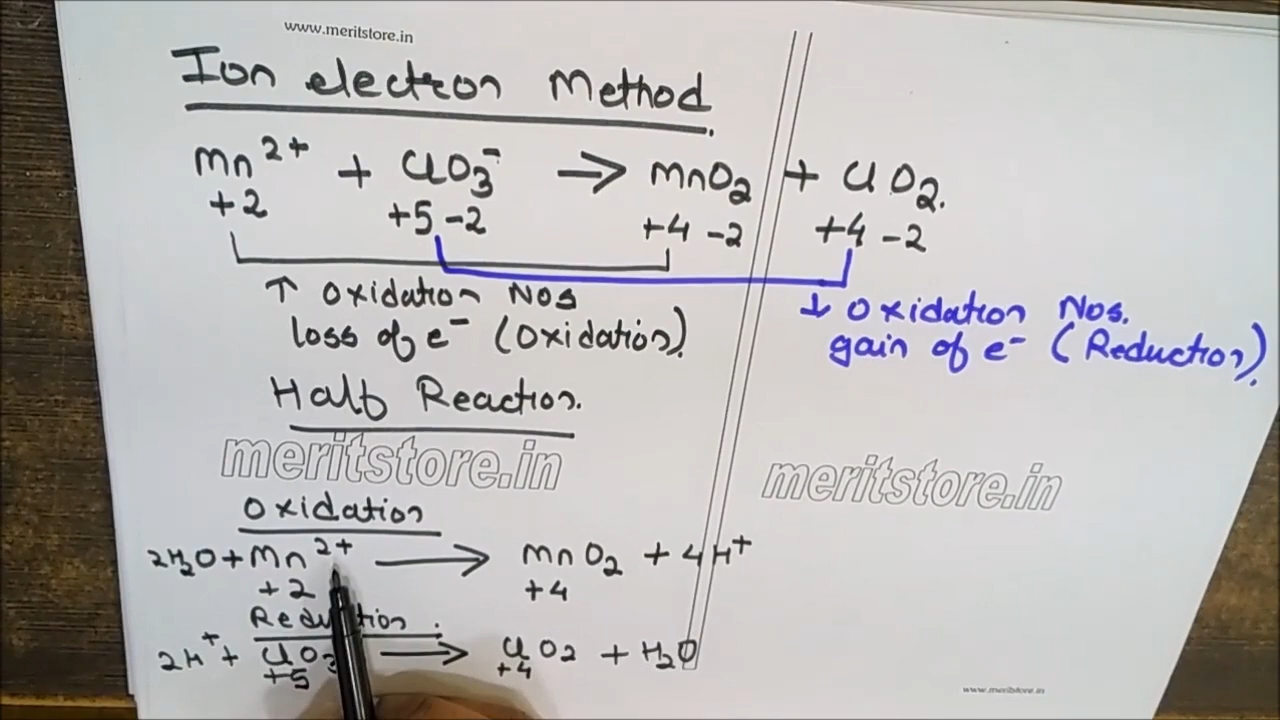 www.meritstore.in
Ion electron Method.
Mn2+ + ClO3- → MnO2 + ClO2.
+2 +5 -2 +4 -2 +4 -2
↑ Oxidation Nos
loss of e- (Oxidation).
↓ Oxidation Nos.
gain of e- (Reduction).
Half Reaction.
meritstore.in
meritstore.in
Oxidation
2H2O + Mn2+ → MnO2 + 4H+
+2 +4
Reduction.
2H+ + ClO3 → ClO2 + H2O
+5 +4
www.meritstore.in